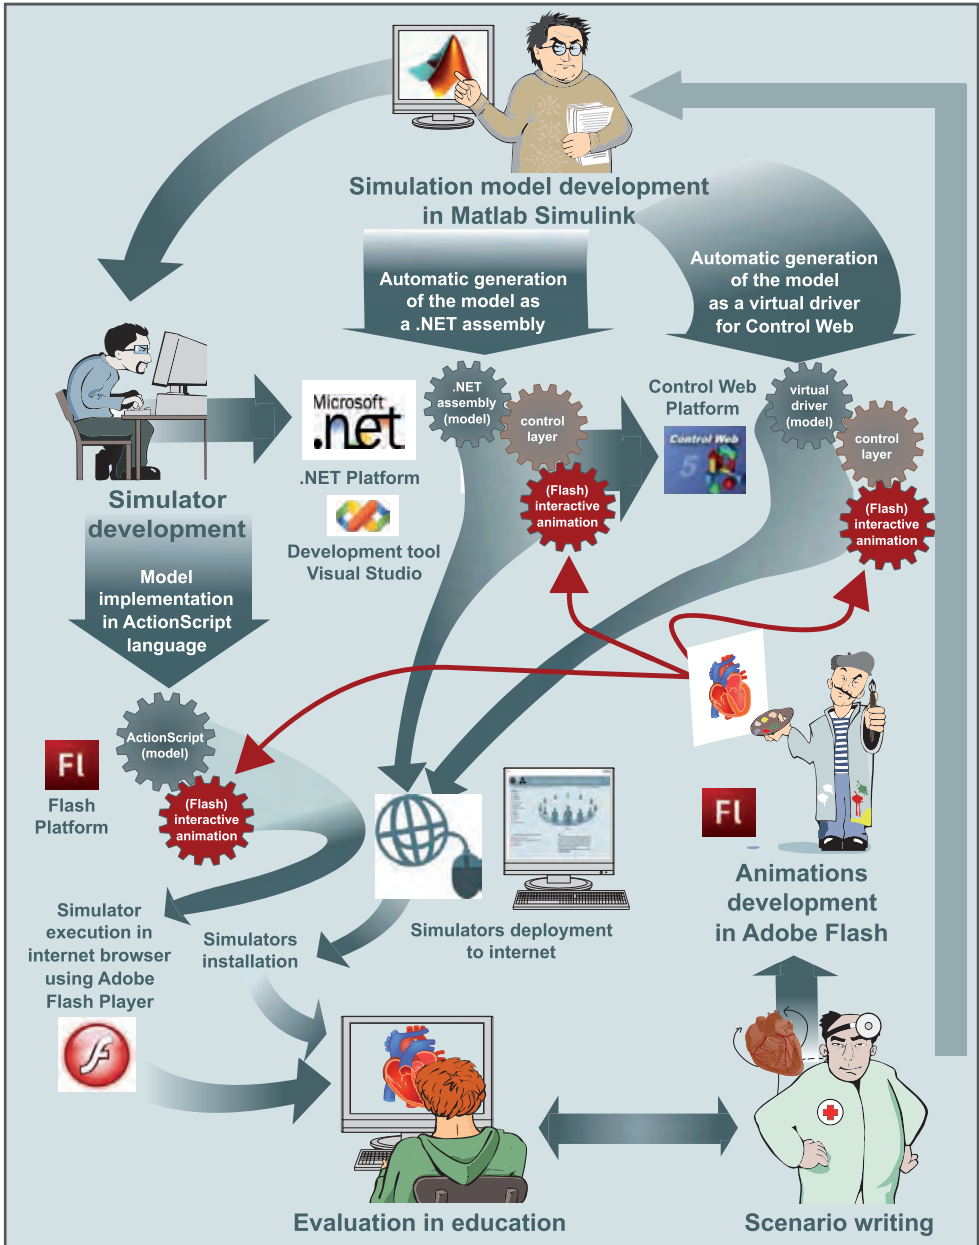 Simulation model development
in Matlab Simulink
Automatic generation
of the model as
a .NET assembly
Automatic generation
of the model
as a virtual driver
for Control Web
Microsoft
.net
.NET Platform
Development tool
Visual Studio
.NET
assembly
(model)
control
layer
(Flash)
interactive
animation
Control Web
Platform
Control Web
5
virtual
driver
(model)
control
layer
(Flash)
interactive
animation
Simulator
development
Model
implementation
in ActionScript
language
ActionScript
(model)
(Flash)
interactive
animation
Fl
Flash
Platform
Fl
Animations
development
in Adobe Flash
Simulator
execution in
internet browser
using Adobe
Flash Player
Simulators
installation
Simulators deployment
to internet
Evaluation in education
Scenario writing